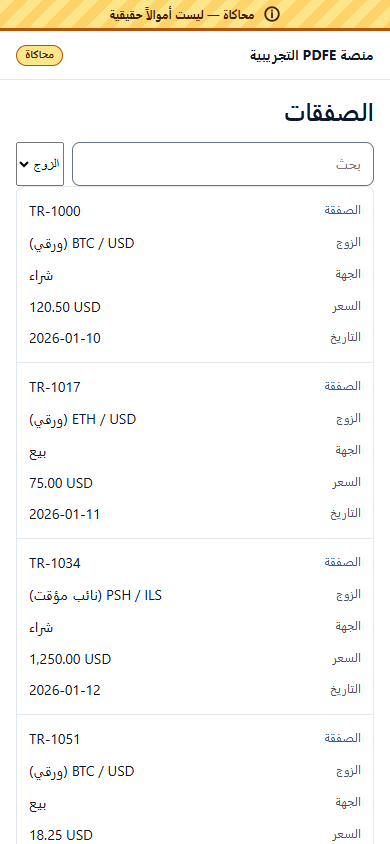 محاكاة — ليست أموالاً حقيقية
منصة PDFE التجريبية محاكاة
الصفقات
بحث الزوج
الصفقة TR-1000
الزوج BTC / USD (ورقي)
الجهة شراء
السعر 120.50 USD
التاريخ 2026-01-10
الصفقة TR-1017
الزوج ETH / USD (ورقي)
الجهة بيع
السعر 75.00 USD
التاريخ 2026-01-11
الصفقة TR-1034
الزوج PSH / ILS (نائب مؤقت)
الجهة شراء
السعر 1,250.00 USD
التاريخ 2026-01-12
الصفقة TR-1051
الزوج BTC / USD (ورقي)
الجهة بيع
السعر 18.25 USD